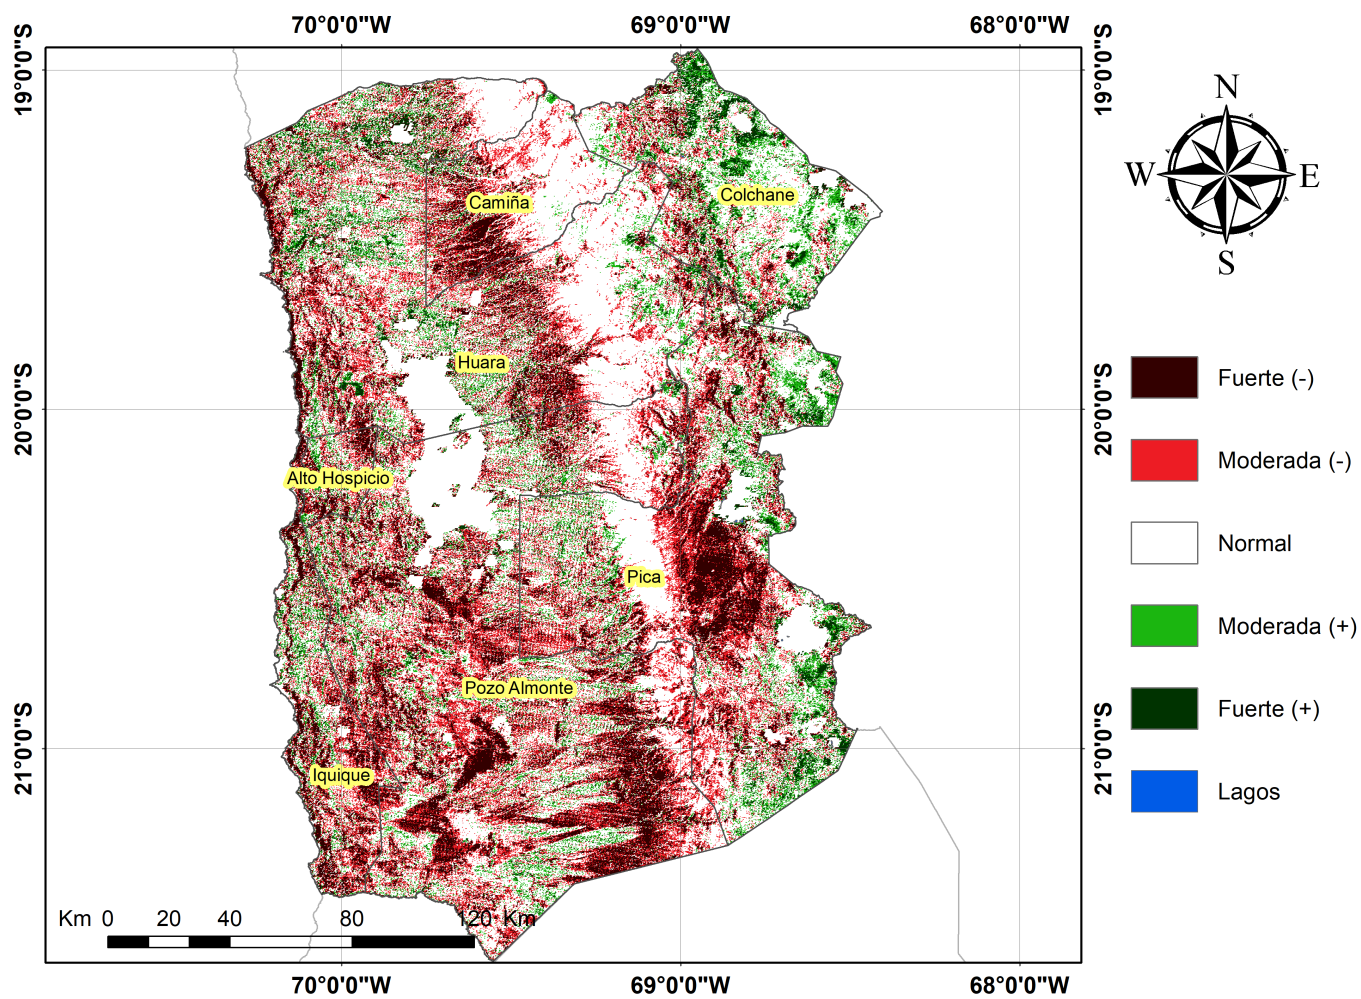 70°0'0"W 69°0'0"W 68°0'0"W
19°0'0"S 19°0'0"S
N
W E
S
Camiña
Colchane
Huara
20°0'0"S 20°0'0"S
Fuerte (-)
Moderada (-)
Alto Hospicio
Normal
Pica
Moderada (+)
Pozo Almonte
Fuerte (+)
21°0'0"S 21°0'0"S
Iquique
Lagos
Km 0 20 40 80 120 Km
70°0'0"W 69°0'0"W 68°0'0"W